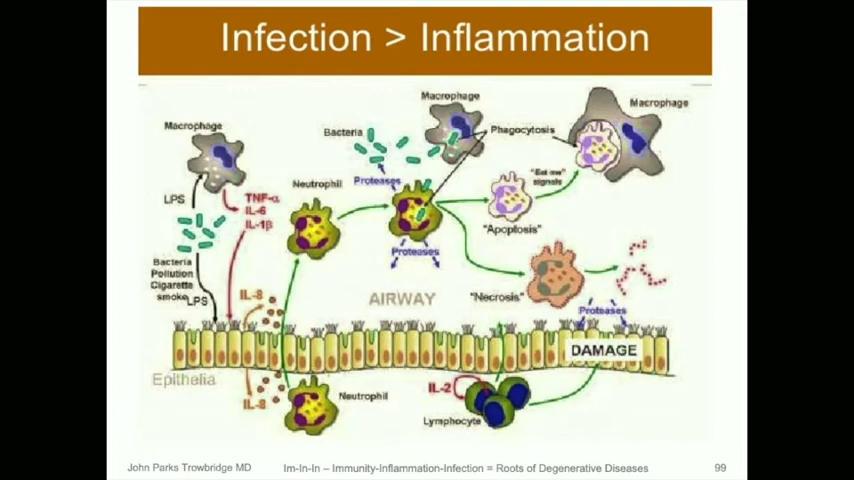 Infection > Inflammation
Macrophage
Macrophage
Macrophage
Bacteria
Phagocytosis
Neutrophil
Proteases
"Eat me"
signals
LPS
TNF-α
IL-6
IL-1β
"Apoptosis"
Proteases
Bacteria
Pollution
Cigarette
smoke
LPS
IL-8
AIRWAY
"Necrosis"
Proteases
DAMAGE
Epithelia
IL-8
Neutrophil
IL-2
Lymphocyte
John Parks Trowbridge MD
Im-In-In – Immunity-Inflammation-Infection = Roots of Degenerative Diseases
99